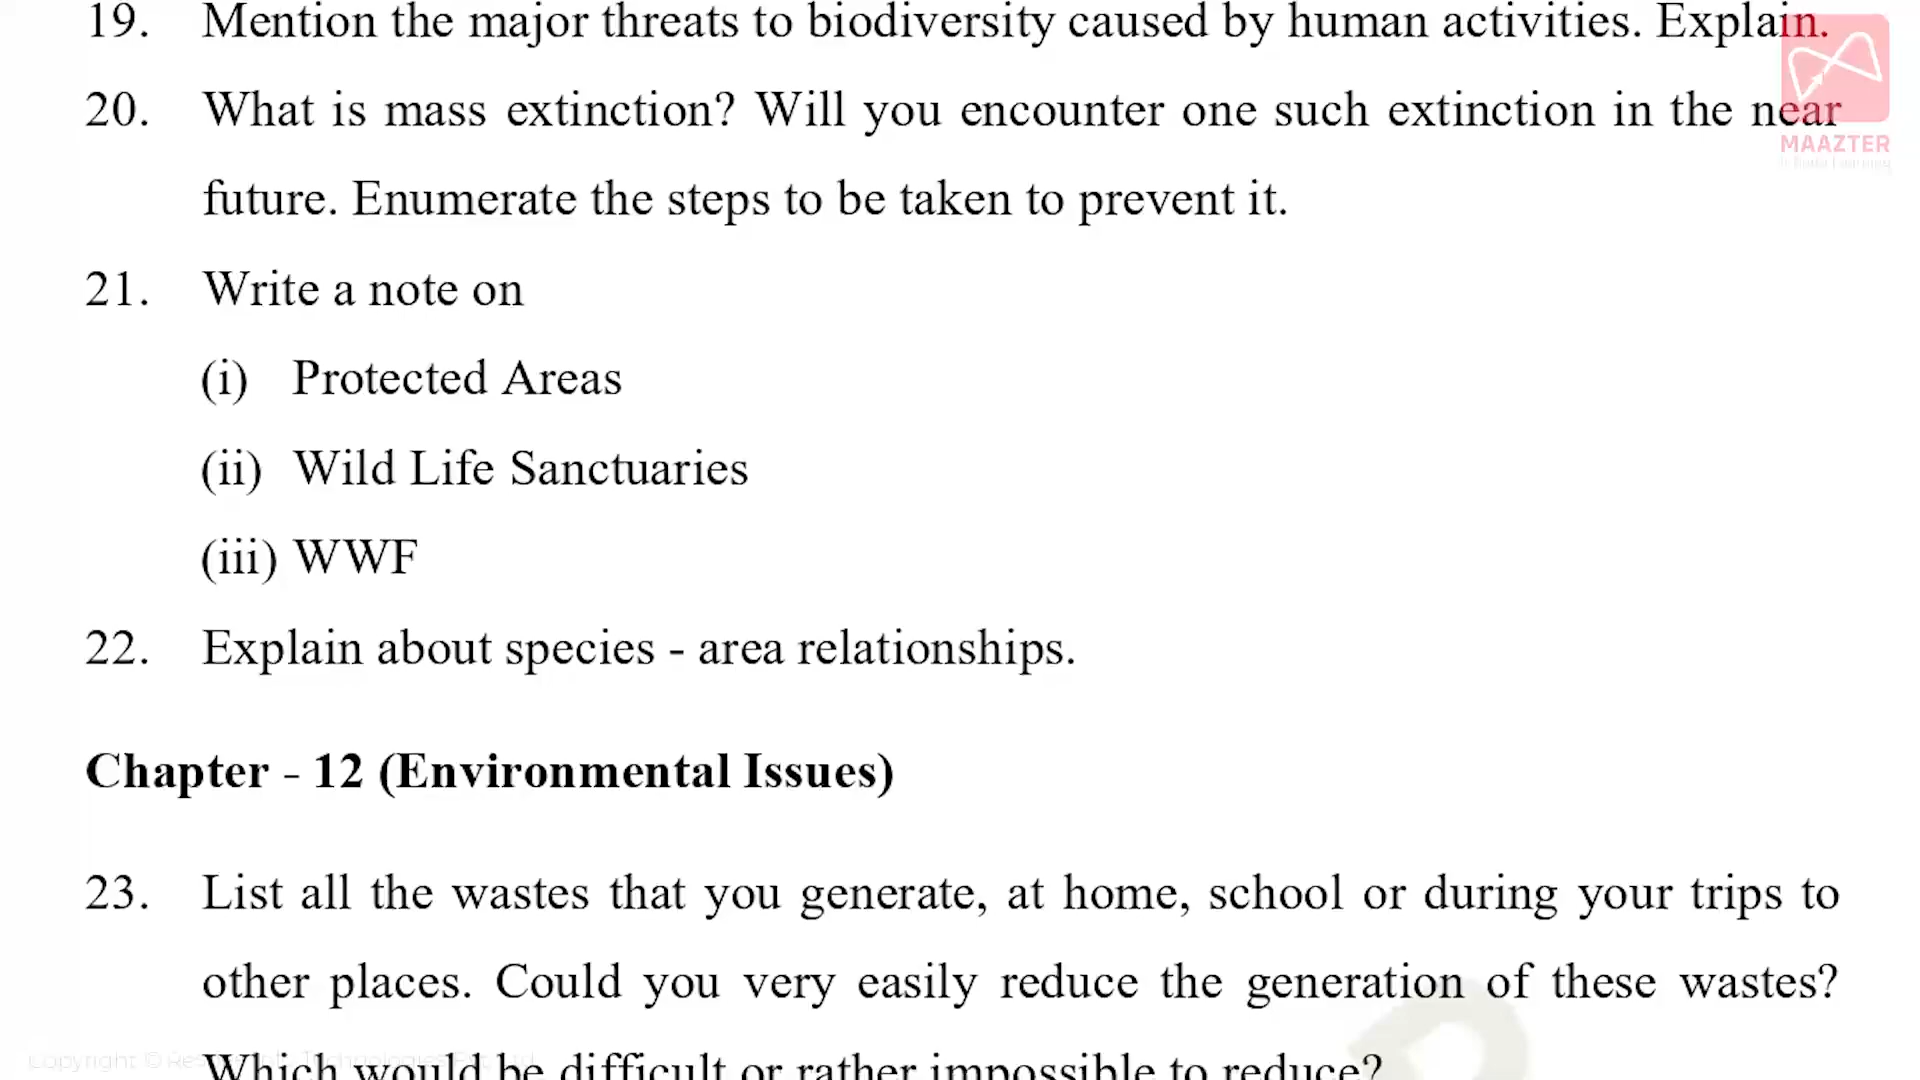 19. Mention the major threats to biodiversity caused by human activities. Explain.
20. What is mass extinction? Will you encounter one such extinction in the near
MAAZTER
future. Enumerate the steps to be taken to prevent it.
21. Write a note on
(i) Protected Areas
(ii) Wild Life Sanctuaries
(iii) WWF
22. Explain about species - area relationships.
Chapter - 12 (Environmental Issues)
23. List all the wastes that you generate, at home, school or during your trips to
other places. Could you very easily reduce the generation of these wastes?
Which would be difficult or rather impossible to reduce?
Copyright ©